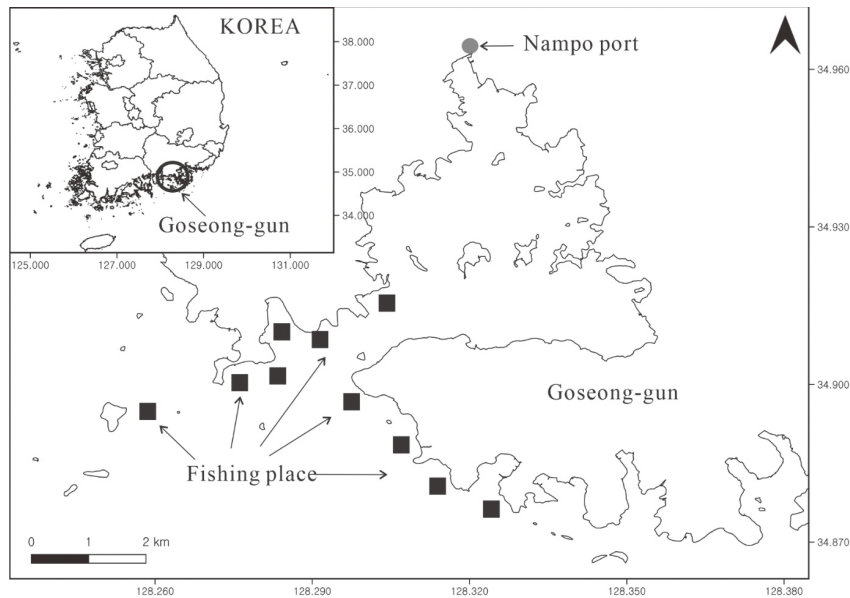 KOREA
38.000
37.000
36.000
35.000
34.000
Goseong-gun
125.000 127.000 129.000 131.000
Nampo port
34.960
34.930
34.900
34.870
Goseong-gun
Fishing place
0 1 2 km
128.260 128.290 128.320 128.350 128.380